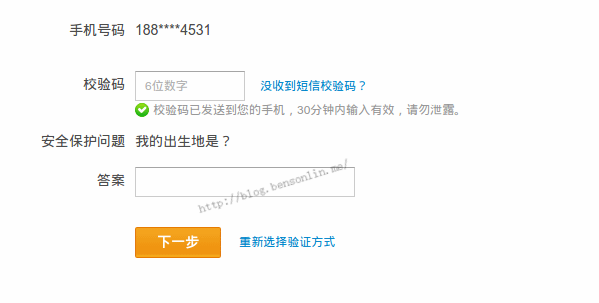 手机号码 188****4531
校验码 6位数字 没收到短信校验码？
校验码已发送到您的手机，30分钟内输入有效，请勿泄露。
安全保护问题 我的出生地是？
答案
http://blog.bensonlin.me/
下一步 重新选择验证方式